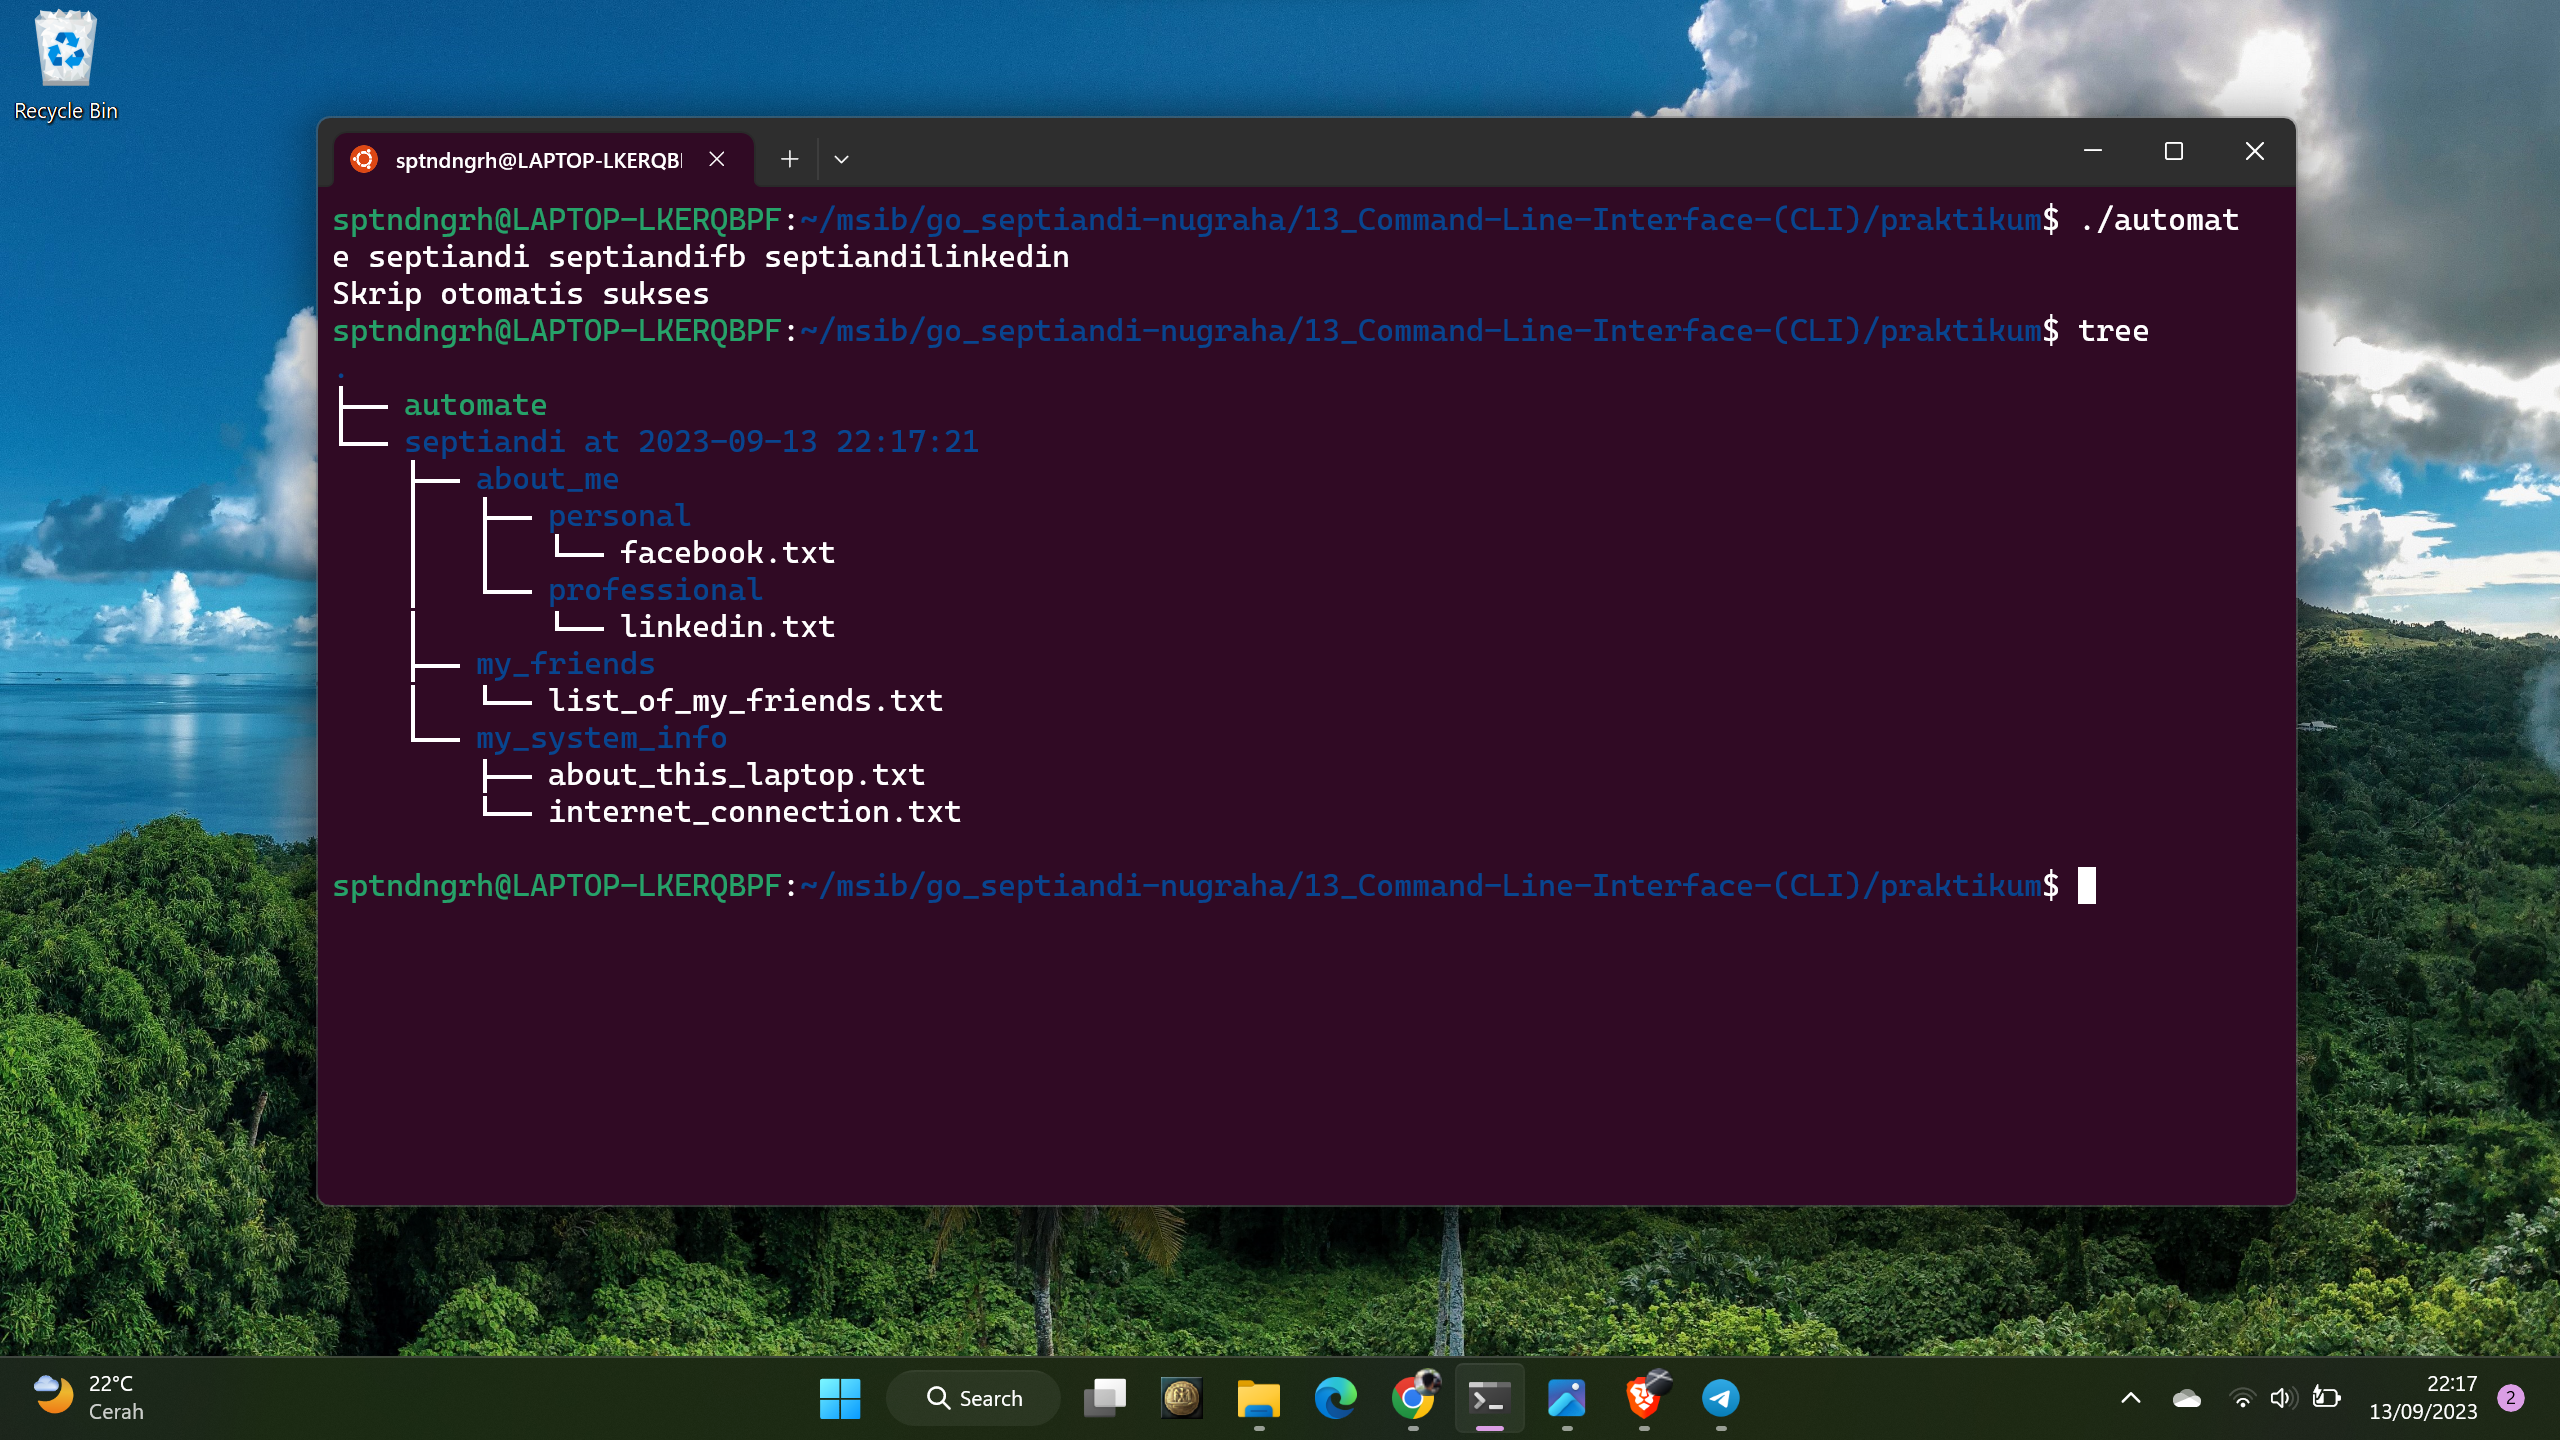 Recycle Bin
sptndngrh@LAPTOP-LKERQB
sptndngrh@LAPTOP-LKERQBPF:~/msib/go_septiandi-nugraha/13_Command-Line-Interface-(CLI)/praktikum$ ./automat
e septiandi septiandifb septiandilinkedin
Skrip otomatis sukses
sptndngrh@LAPTOP-LKERQBPF:~/msib/go_septiandi-nugraha/13_Command-Line-Interface-(CLI)/praktikum$ tree
.
├── automate
└── septiandi at 2023-09-13 22:17:21
    ├── about_me
    │   ├── personal
    │   │   └── facebook.txt
    │   └── professional
    │       └── linkedin.txt
    ├── my_friends
    │   └── list_of_my_friends.txt
    └── my_system_info
        ├── about_this_laptop.txt
        └── internet_connection.txt
sptndngrh@LAPTOP-LKERQBPF:~/msib/go_septiandi-nugraha/13_Command-Line-Interface-(CLI)/praktikum$
22°C
Cerah
Search
22:17
13/09/2023
2